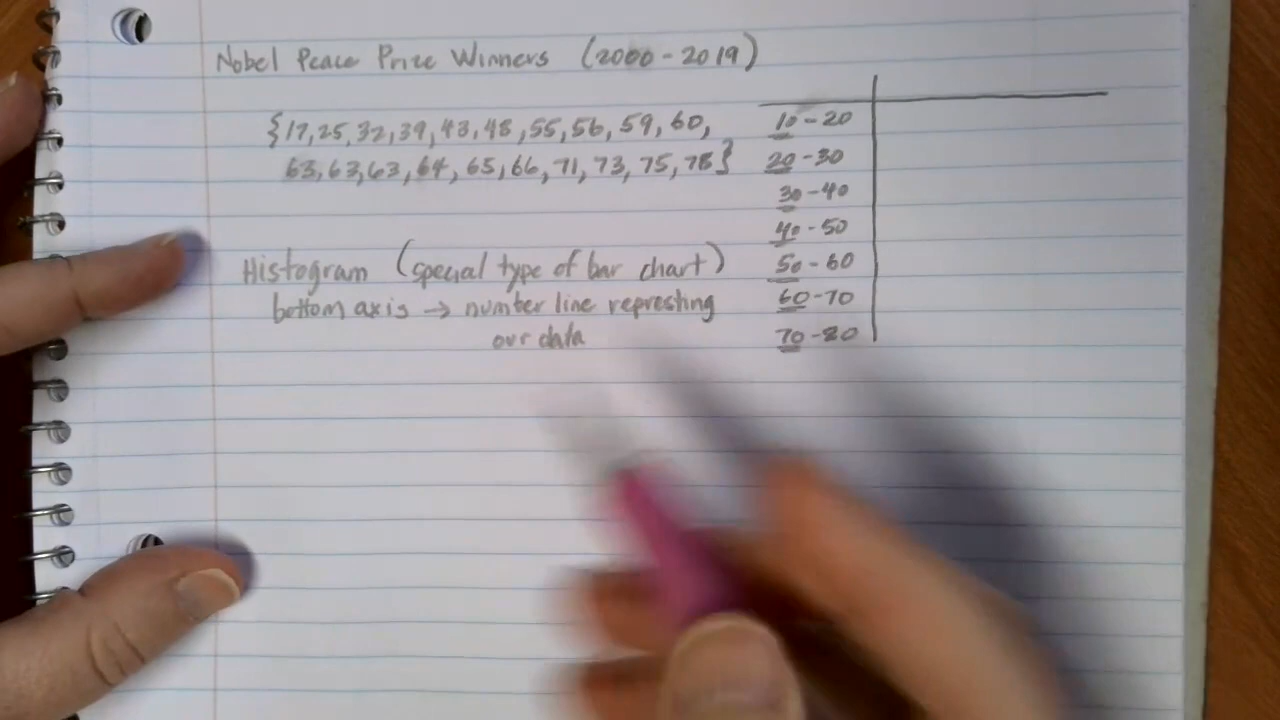 Nobel Peace Prize Winners (2000-2019)
{17,25,32,39,43,48,55,56,59,60,
63,63,63,64,65,66,71,73,75,78}
Histogram (special type of bar chart)
bottom axis → number line represting
our data
10-20
20-30
30-40
40-50
50-60
60-70
70-80